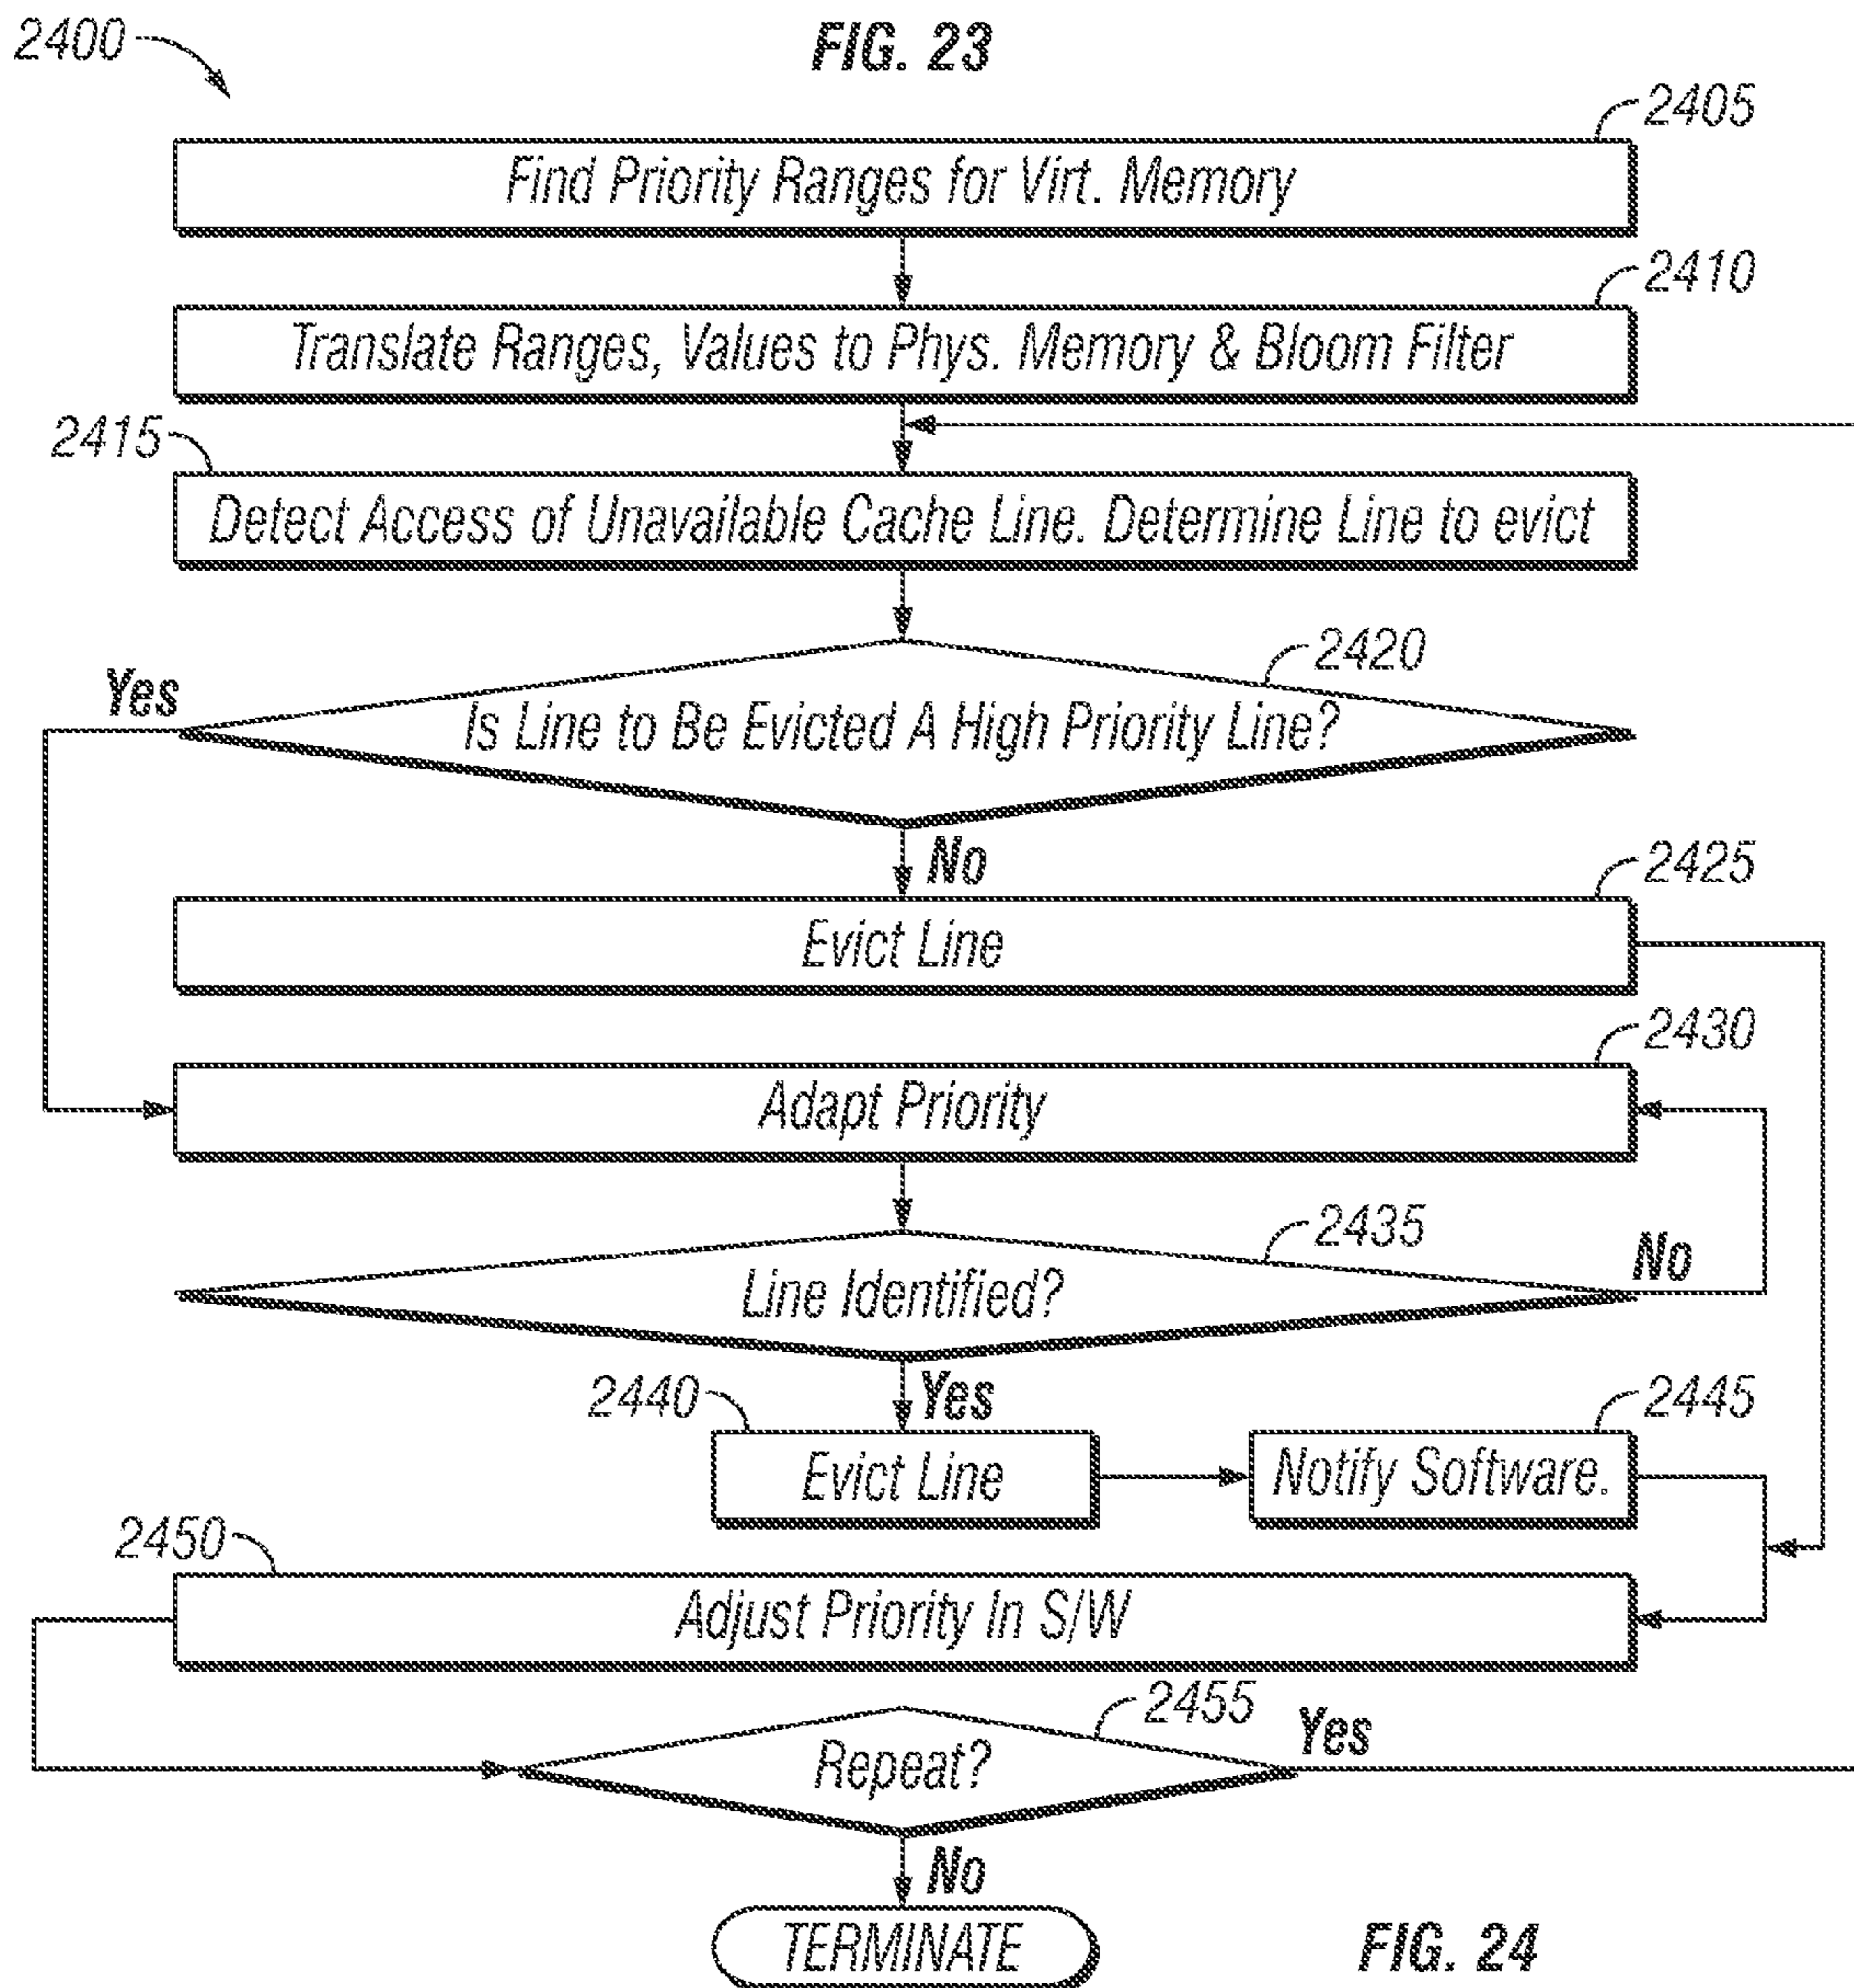 FIG. 23
2400
2405
Find Priority Ranges for Virt. Memory
2410
Translate Ranges, Values to Phys. Memory & Bloom Filter
2415
Detect Access of Unavailable Cache Line. Determine Line to evict
2420
Yes
Is Line to Be Evicted A High Priority Line?
No
2425
Evict Line
2430
Adapt Priority
2435
No
Line Identified?
Yes
2440
2445
Evict Line
Notify Software.
2450
Adjust Priority In S/W
2455
Yes
Repeat?
No
TERMINATE
FIG. 24